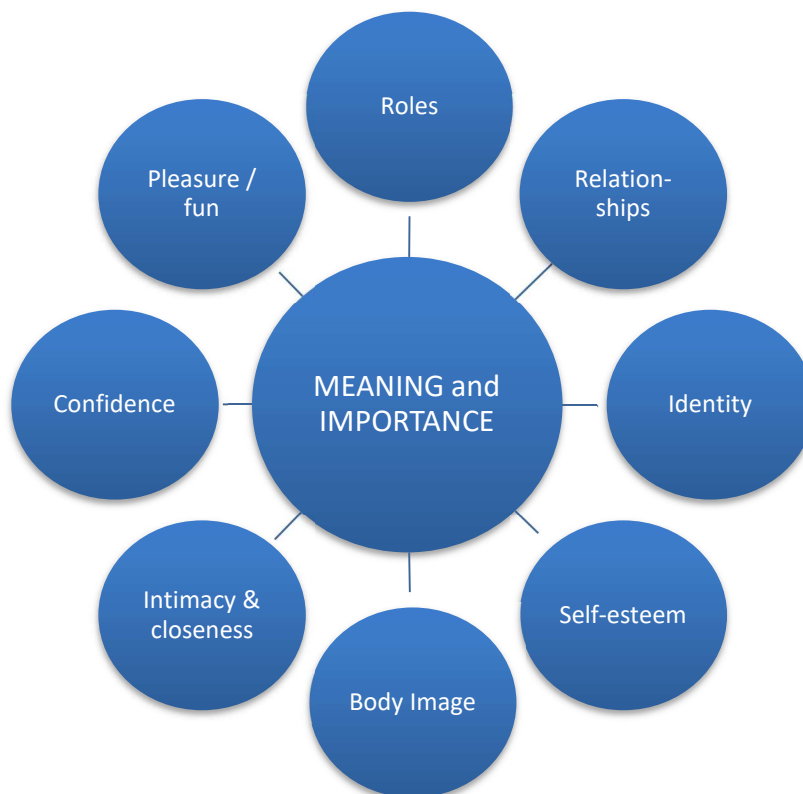 Roles
Pleasure /
fun
Relation-
ships
MEANING and
IMPORTANCE
Confidence
Identity
Intimacy &
closeness
Self-esteem
Body Image